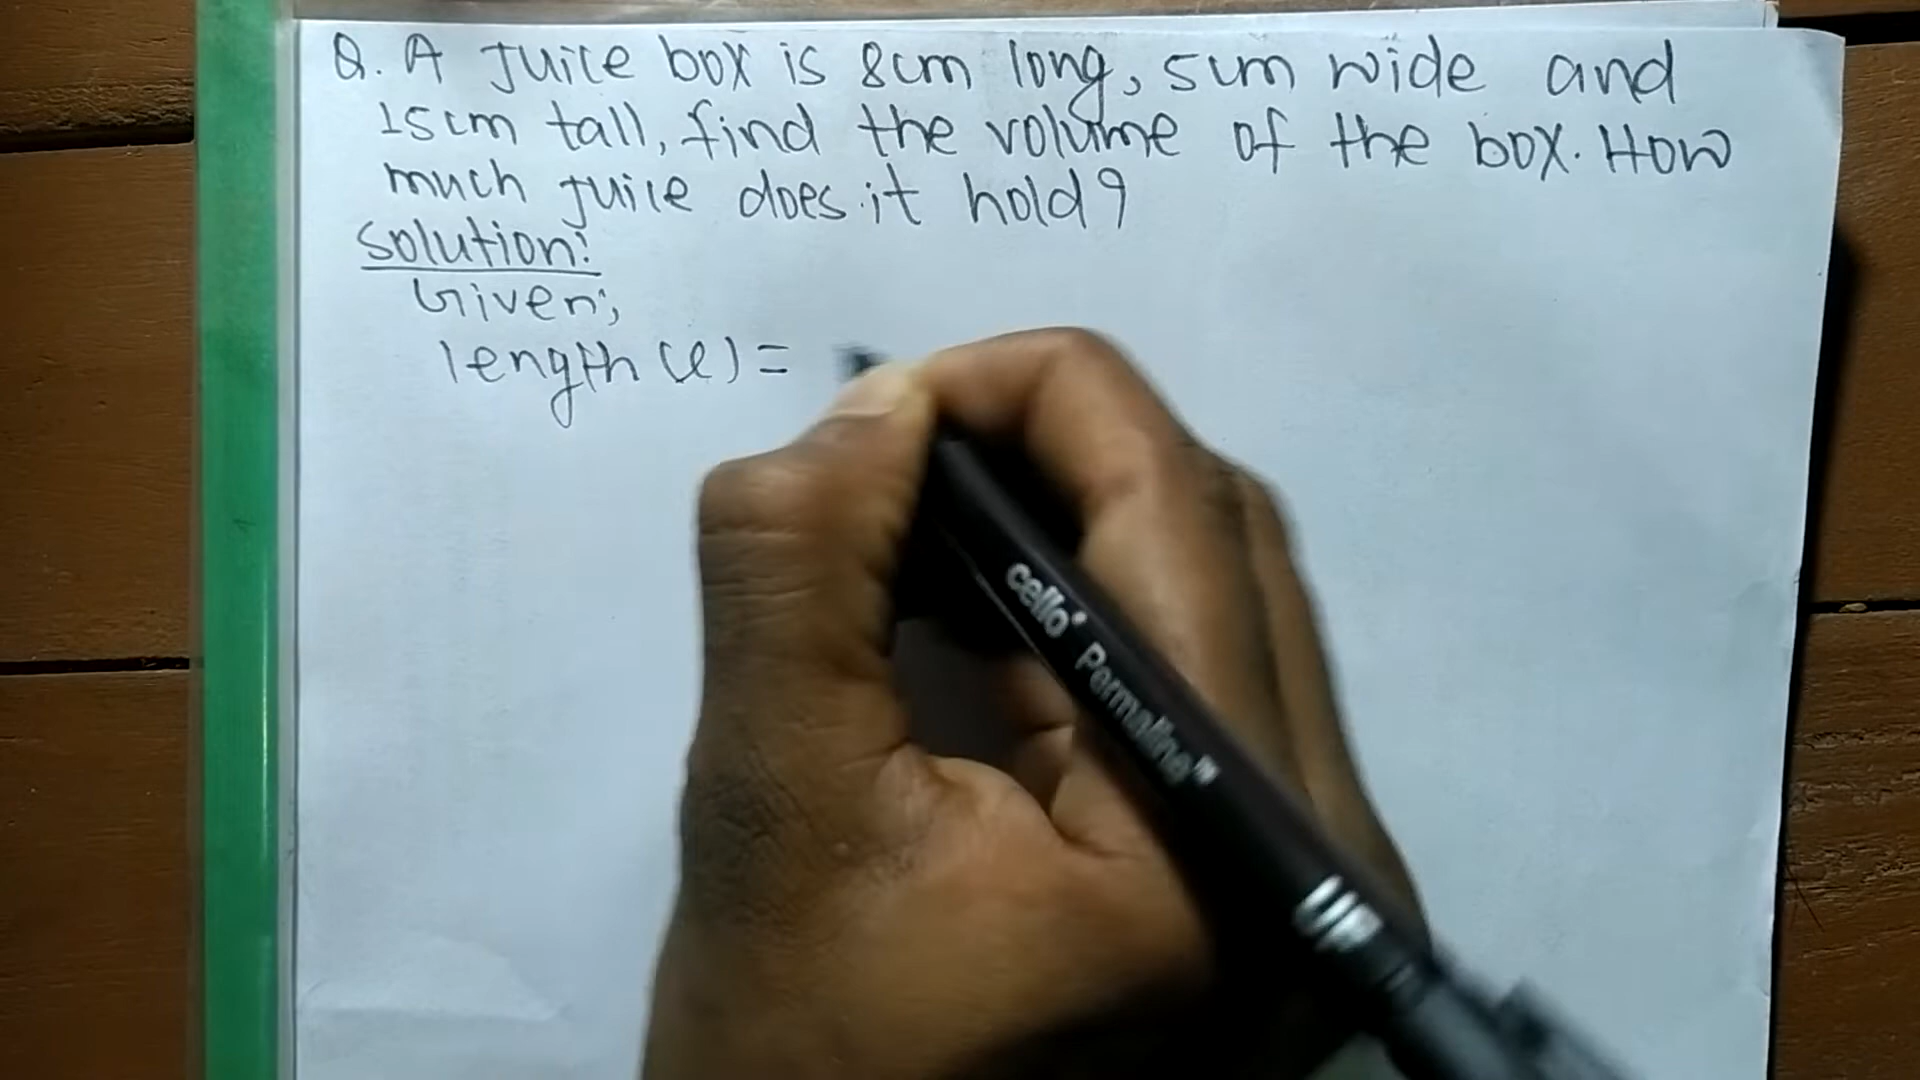 Q. A Juice box is 8cm long, 5cm wide and
15cm tall, find the volume of the box. How
much juice does it hold?
Solution:
Given;
length (l) =
cello Permaline™